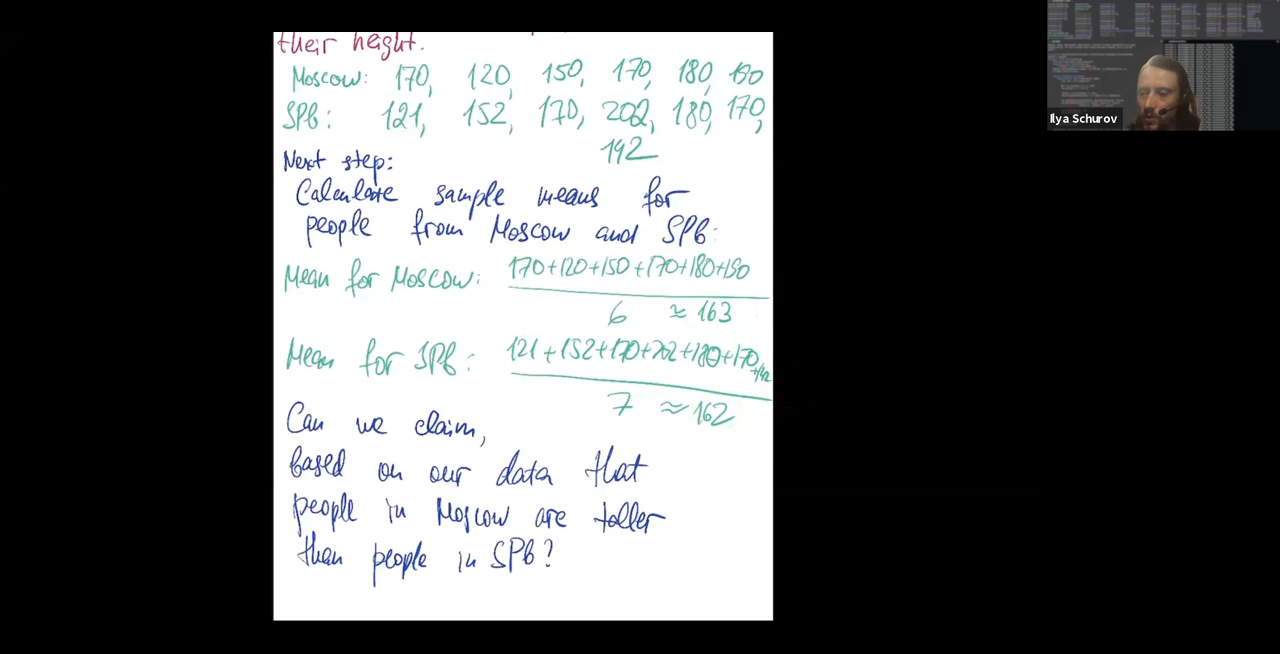 their height.
Moscow: 170, 120, 150, 170, 180, 190
SPb: 121, 152, 170, 202, 180, 170,
192
Next step:
Calculate sample means for
people from Moscow and SPb:
Mean for Moscow: 170+120+150+170+180+190
6 ≈ 163
Mean for SPb: 121+152+170+202+180+170
+142
7 ≈ 162
Can we claim,
based on our data that
people in Moscow are taller
than people in SPb?
Ilya Schurov